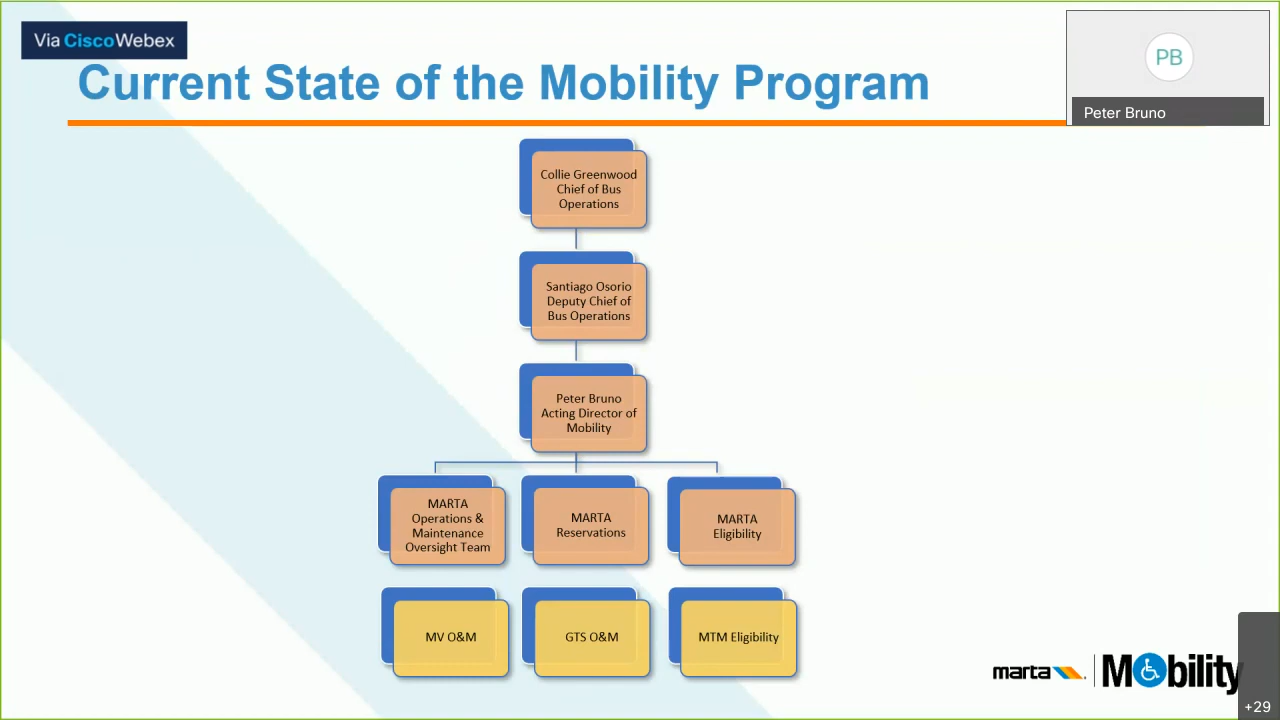 Via CiscoWebex
Current State of the Mobility Program
PB
Peter Bruno
Collie Greenwood
Chief of Bus
Operations
Santiago Osorio
Deputy Chief of
Bus Operations
Peter Bruno
Acting Director of
Mobility
MARTA
Operations &
Maintenance
Oversight Team
MARTA
Reservations
MARTA
Eligibility
MV O&M
GTS O&M
MTM Eligibility
marta
Mobility
+29